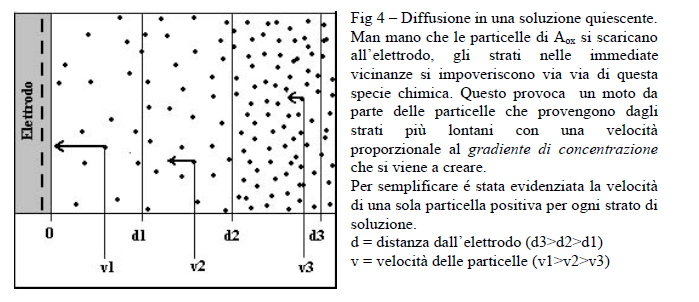 Elettrodo
0
d1
d2
d3
v1
v2
v3
Fig 4 – Diffusione in una soluzione quiescente.
Man mano che le particelle di Aox si scaricano
all'elettrodo, gli strati nelle immediate
vicinanze si impoveriscono via via di questa
specie chimica. Questo provoca un moto da
parte delle particelle che provengono dagli
strati più lontani con una velocità
proporzionale al gradiente di concentrazione
che si viene a creare.
Per semplificare é stata evidenziata la velocità
di una sola particella positiva per ogni strato di
soluzione.
d = distanza dall'elettrodo (d3>d2>d1)
v = velocità delle particelle (v1>v2>v3)